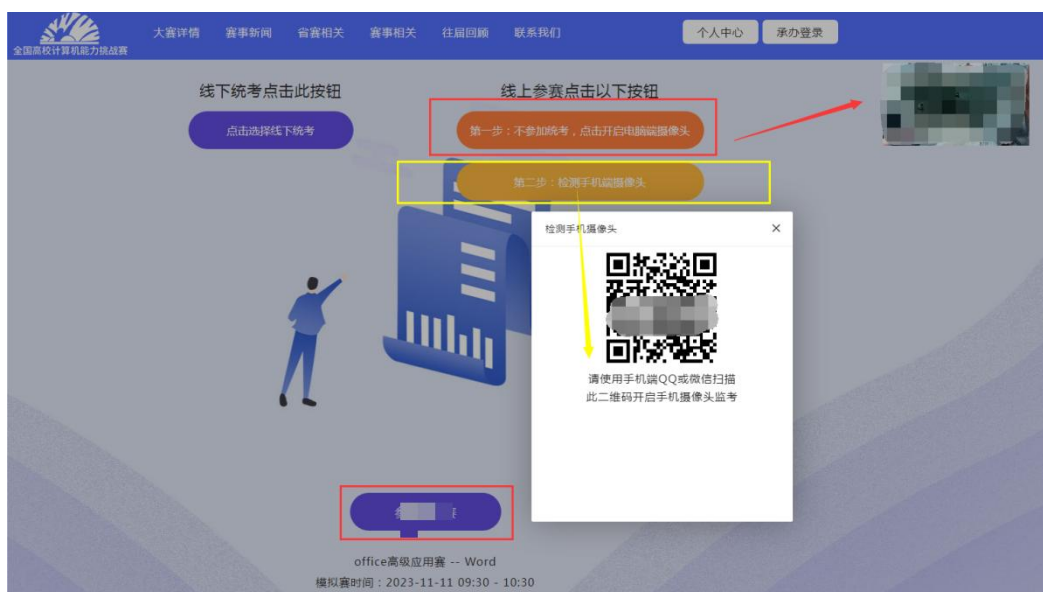 全国高校计算机能力挑战赛
大赛详情 赛事新闻 省赛相关 赛事相关 往届回顾 联系我们 个人中心 承办登录
线下统考点击此按钮
点击选择线下统考
线上参赛点击以下按钮
第一步：不参加统考，点击开启电脑端摄像头
第二步：检测手机端摄像头
检测手机摄像头
请使用手机端QQ或微信扫描
此二维码开启手机摄像头监考
office高级应用赛 -- Word
模拟赛时间：2023-11-11 09:30 - 10:30